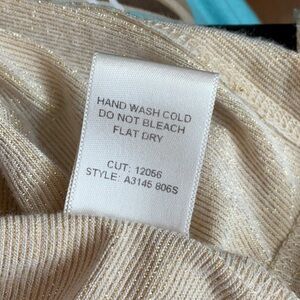 HAND WASH COLD
DO NOT BLEACH
FLAT DRY
CUT: 12056
STYLE: A3145 806S